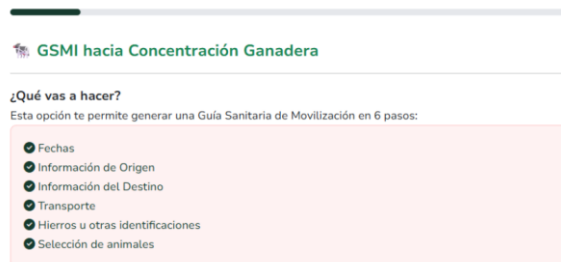 GSMI hacia Concentración Ganadera
¿Qué vas a hacer?
Esta opción te permite generar una Guía Sanitaria de Movilización en 6 pasos:
Fechas
Información de Origen
Información del Destino
Transporte
Hierros u otras identificaciones
Selección de animales